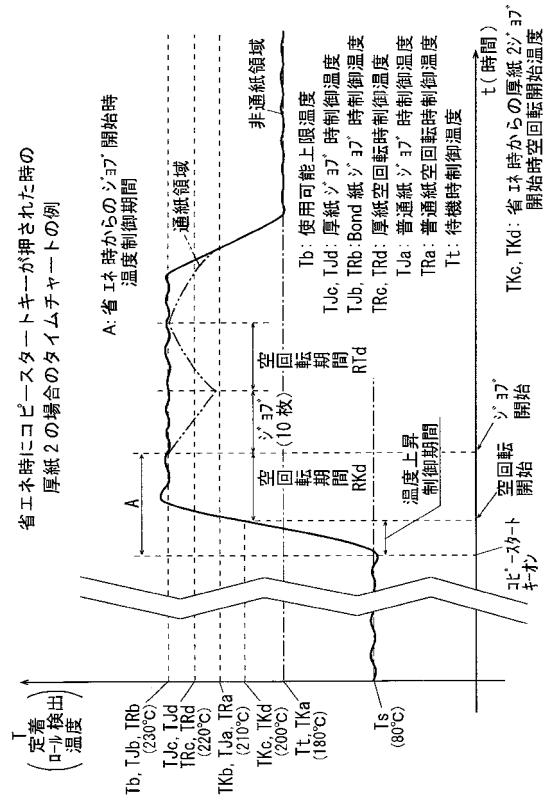 省エネ時にコピースタートキーが押された時の
厚紙2の場合のタイムチャートの例
T
定着
ロール検出
温度
Tb, TJb, TRb
(230℃)
TJc, TJd
TRc, TRd
(220℃)
TKb, TJa, TRa
(210℃)
TKc, TKd
(200℃)
Tt, TKa
(180℃)
Ts
(80℃)
A: 省エネ時からのジョブ開始時
温度制御期間
A
通紙領域
非通紙領域
空回転期間
RKd
ジョブ
(10枚)
空回転期間
RTd
温度上昇
制御期間
コピースタート
キーオン
空回転
開始
ジョブ
開始
t(時間)
Tb: 使用可能上限温度
TJc, TJd: 厚紙ジョブ時制御温度
TJb, TRb: Bond紙ジョブ時制御温度
TRc, TRd: 厚紙空回転時制御温度
TJa: 普通紙ジョブ時制御温度
TRa: 普通紙空回転時制御温度
Tt: 待機時制御温度
TKc, TKd: 省エネ時からの厚紙2ジョブ
開始時空回転開始温度